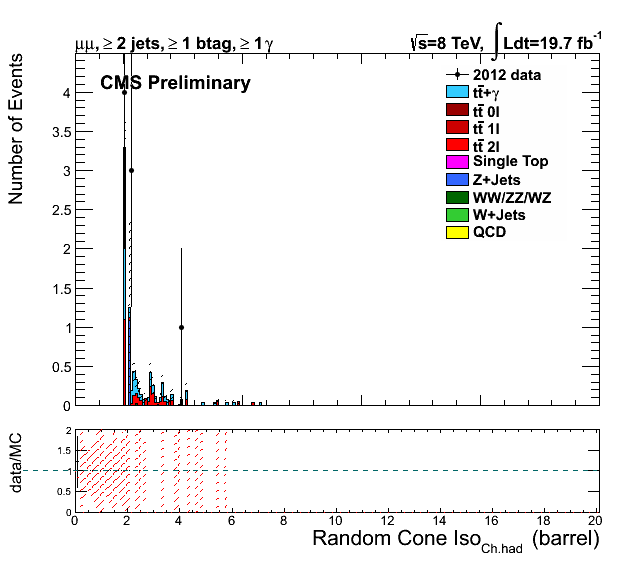 μμ, ≥ 2 jets, ≥ 1 btag, ≥ 1 γ √s=8 TeV, ∫ Ldt=19.7 fb⁻¹
CMS Preliminary
Number of Events
4
3.5
3
2.5
2
1.5
1
0.5
0
2012 data
tt̅+γ
tt̅ 0l
tt̅ 1l
tt̅ 2l
Single Top
Z+Jets
WW/ZZ/WZ
W+Jets
QCD
data/MC
2
1.5
1
0.5
0
0 2 4 6 8 10 12 14 16 18 20
Random Cone Iso_Ch.had (barrel)